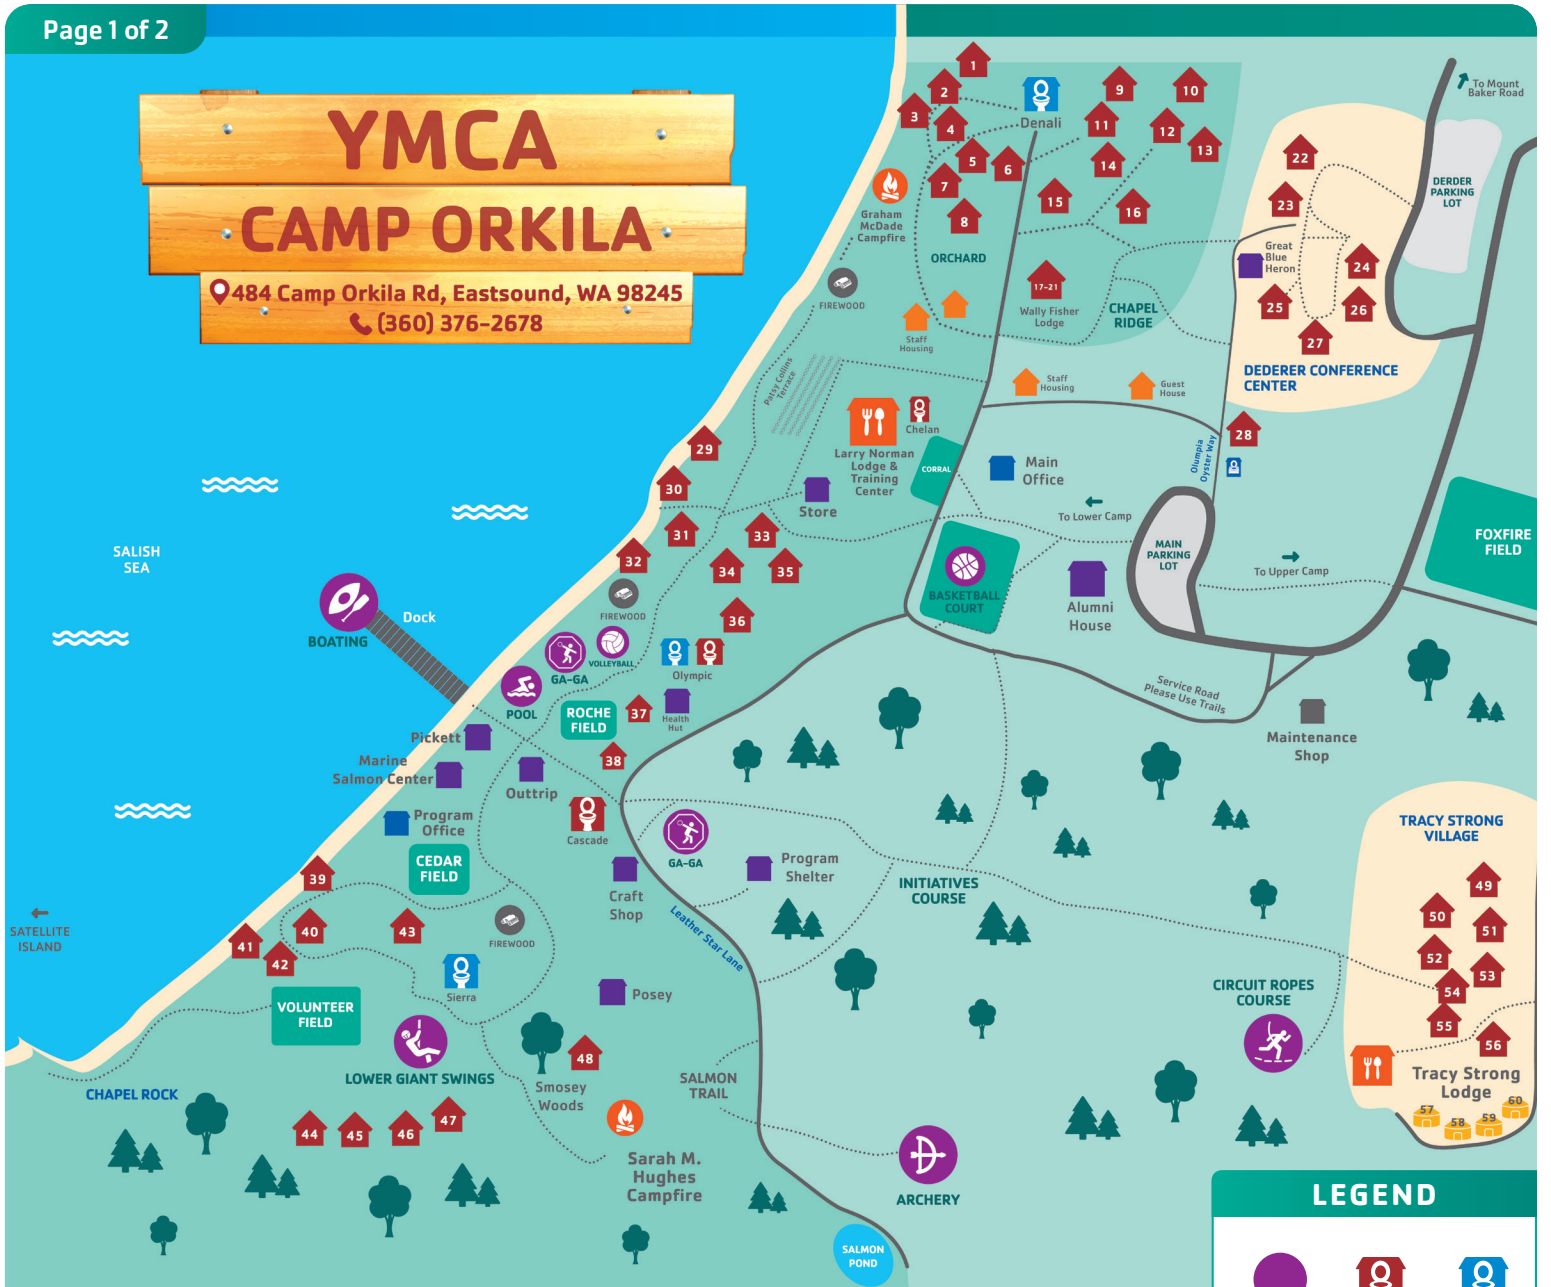 Page 1 of 2
YMCA
CAMP ORKILA
484 Camp Orkila Rd, Eastsound, WA 98245
(360) 376-2678
To Mount
Baker Road
1
2
3
4
5
6
7
8
Denali
9
10
11
12
13
14
15
16
22
23
24
25
26
27
Great
Blue
Heron
DERDER
PARKING
LOT
Graham
McDade
Campfire
ORCHARD
FIREWOOD
17-21
Wally Fisher
Lodge
CHAPEL
RIDGE
Staff
Housing
DEDERER CONFERENCE
CENTER
Patsy Collins
Terrace
Staff
Housing
Guest
House
Chelan
Larry Norman
Lodge &
Training
Center
CORRAL
Main
Office
Olumpia
Oyster Way
28
Store
To Lower Camp
MAIN
PARKING
LOT
To Upper Camp
FOXFIRE
FIELD
29
30
31
32
33
34
35
36
SALISH
SEA
Dock
BOATING
FIREWOOD
BASKETBALL
COURT
Alumni
House
GA-GA
VOLLEYBALL
Olympic
POOL
ROCHE
FIELD
37
Health
Hut
38
Service Road
Please Use Trails
Maintenance
Shop
Pickett
Marine
Salmon Center
Outtrip
Program
Office
Cascade
CEDAR
FIELD
GA-GA
Program
Shelter
Craft
Shop
INITIATIVES
COURSE
Leather Star Lane
TRACY STRONG
VILLAGE
39
40
41
42
43
FIREWOOD
SATELLITE
ISLAND
Sierra
Posey
VOLUNTEER
FIELD
LOWER GIANT SWINGS
48
Smosey
Woods
SALMON
TRAIL
CHAPEL ROCK
44
45
46
47
Sarah M.
Hughes
Campfire
ARCHERY
SALMON
POND
CIRCUIT ROPES
COURSE
49
50
51
52
53
54
55
56
Tracy Strong
Lodge
57
58
59
60
LEGEND